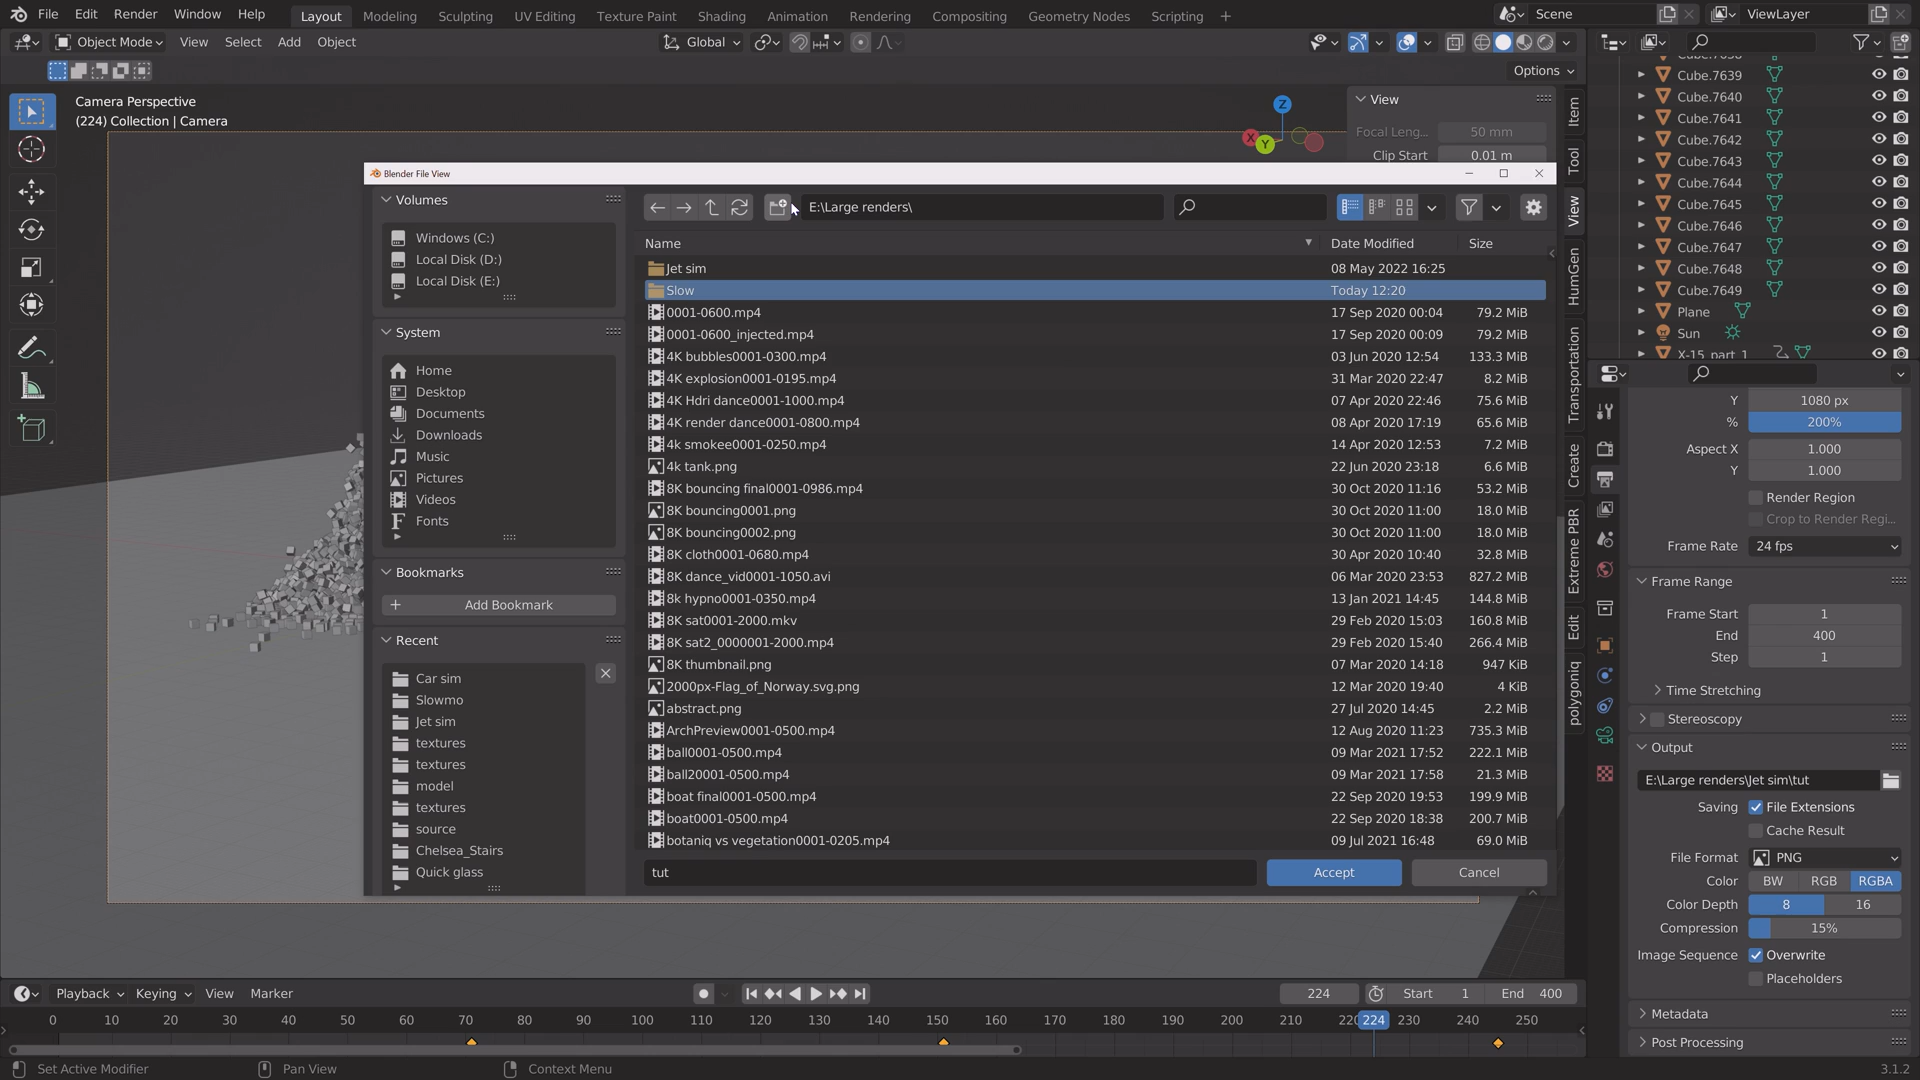 File Edit Render Window Help Layout Modeling Sculpting UV Editing Texture Paint Shading Animation Rendering Compositing Geometry Nodes Scripting + Scene ViewLayer
Object Mode View Select Add Object Global
Options
Camera Perspective
(224) Collection | Camera
Z
X
Y
View
Focal Leng... 50 mm
Clip Start 0.01 m
Item
Tool
View
HumGen
Transportation
Create
Extreme PBR
Edit
polygoniq
Blender File View
Volumes
Windows (C:)
Local Disk (D:)
Local Disk (E:)
System
Home
Desktop
Documents
Downloads
Music
Pictures
Videos
Fonts
Bookmarks
Add Bookmark
Recent
Car sim
Slowmo
Jet sim
textures
textures
model
textures
source
Chelsea_Stairs
Quick glass
E:\Large renders\
Name Date Modified Size
Jet sim 08 May 2022 16:25
Slow Today 12:20
0001-0600.mp4 17 Sep 2020 00:04 79.2 MiB
0001-0600_injected.mp4 17 Sep 2020 00:09 79.2 MiB
4K bubbles0001-0300.mp4 03 Jun 2020 12:54 133.3 MiB
4K explosion0001-0195.mp4 31 Mar 2020 22:47 8.2 MiB
4K Hdri dance0001-1000.mp4 07 Apr 2020 22:46 75.6 MiB
4K render dance0001-0800.mp4 08 Apr 2020 17:19 65.6 MiB
4k smokee0001-0250.mp4 14 Apr 2020 12:53 7.2 MiB
4k tank.png 22 Jun 2020 23:18 6.6 MiB
8K bouncing final0001-0986.mp4 30 Oct 2020 11:16 53.2 MiB
8K bouncing0001.png 30 Oct 2020 11:00 18.0 MiB
8K bouncing0002.png 30 Oct 2020 11:00 18.0 MiB
8K cloth0001-0680.mp4 30 Apr 2020 10:40 32.8 MiB
8K dance_vid0001-1050.avi 06 Mar 2020 23:53 827.2 MiB
8k hypno0001-0350.mp4 13 Jan 2021 14:45 144.8 MiB
8K sat0001-2000.mkv 29 Feb 2020 15:03 160.8 MiB
8K sat2_0000001-2000.mp4 29 Feb 2020 15:40 266.4 MiB
8K thumbnail.png 07 Mar 2020 14:18 947 KiB
2000px-Flag_of_Norway.svg.png 12 Mar 2020 19:40 4 KiB
abstract.png 27 Jul 2020 14:45 2.2 MiB
ArchPreview0001-0500.mp4 12 Aug 2020 11:23 735.3 MiB
ball0001-0500.mp4 09 Mar 2021 17:52 222.1 MiB
ball20001-0500.mp4 09 Mar 2021 17:58 21.3 MiB
boat final0001-0500.mp4 22 Sep 2020 19:53 199.9 MiB
boat0001-0500.mp4 22 Sep 2020 18:38 200.7 MiB
botaniq vs vegetation0001-0205.mp4 09 Jul 2021 16:48 69.0 MiB
tut Accept Cancel
Cube.7639
Cube.7640
Cube.7641
Cube.7642
Cube.7643
Cube.7644
Cube.7645
Cube.7646
Cube.7647
Cube.7648
Cube.7649
Plane
Sun
X-15 part 1
Y 1080 px
% 200%
Aspect X 1.000
Y 1.000
Render Region
Crop to Render Regi...
Frame Rate 24 fps
Frame Range
Frame Start 1
End 400
Step 1
Time Stretching
Stereoscopy
Output
E:\Large renders\Jet sim\tut
Saving File Extensions
Cache Result
File Format PNG
Color BW RGB RGBA
Color Depth 8 16
Compression 15%
Image Sequence Overwrite
Placeholders
Metadata
Post Processing
Playback Keying View Marker 224 Start 1 End 400
0 10 20 30 40 50 60 70 80 90 100 110 120 130 140 150 160 170 180 190 200 210 22 224 230 240 250
Set Active Modifier Pan View Context Menu 3.1.2